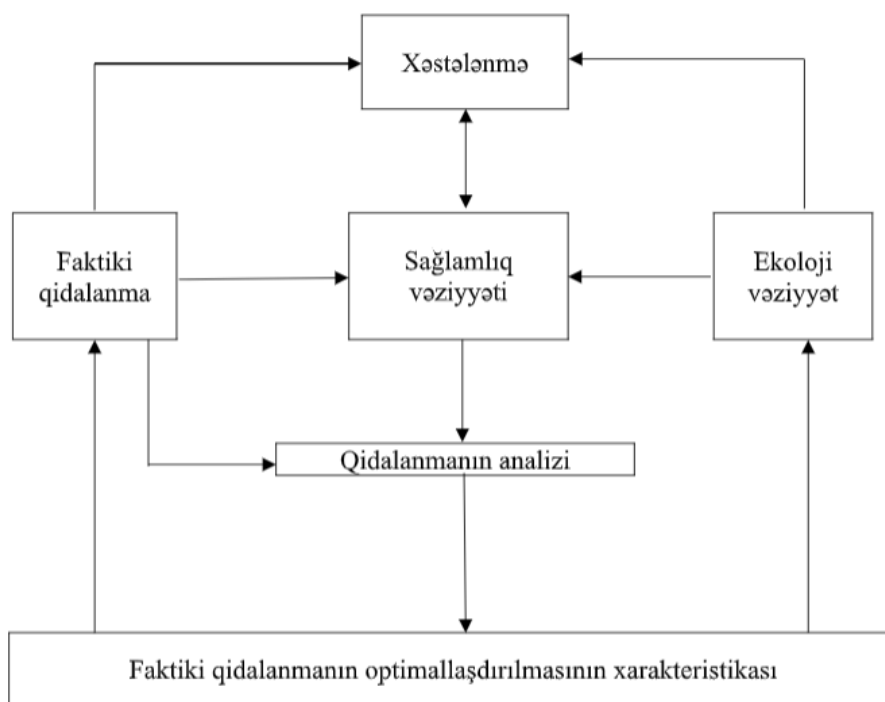 Xəstələnmə
Faktiki
qidalanma
Sağlamlıq
vəziyyəti
Ekoloji
vəziyyət
Qidalanmanın analizi
Faktiki qidalanmanın optimallaşdırılmasının xarakteristikası